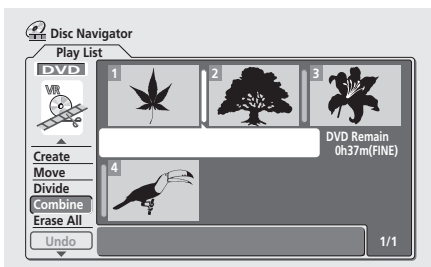 Disc Navigator
Play List
DVD
VR
1
2
3
DVD Remain
0h37m(FINE)
Create
Move
Divide
Combine
Erase All
Undo
4
1/1